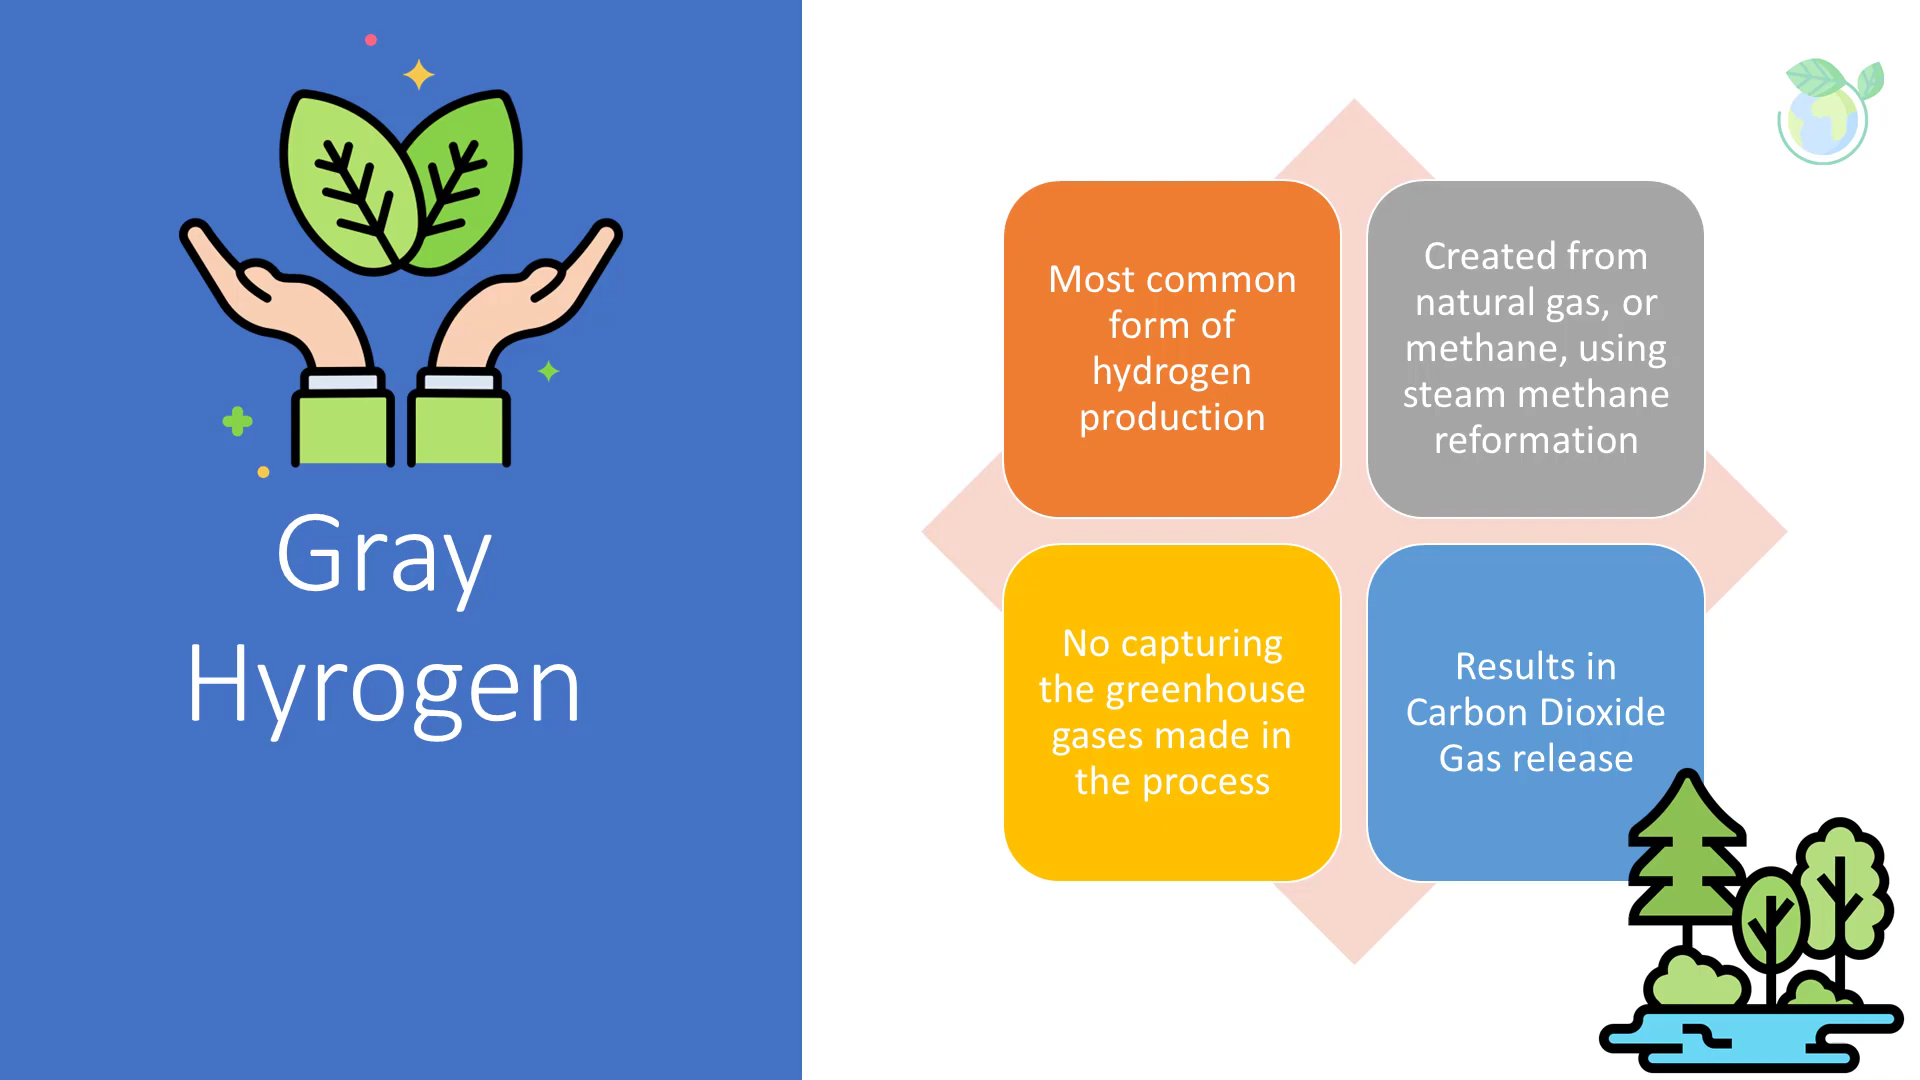 Gray
Hyrogen
Most common
form of
hydrogen
production
Created from
natural gas, or
methane, using
steam methane
reformation
No capturing
the greenhouse
gases made in
the process
Results in
Carbon Dioxide
Gas release